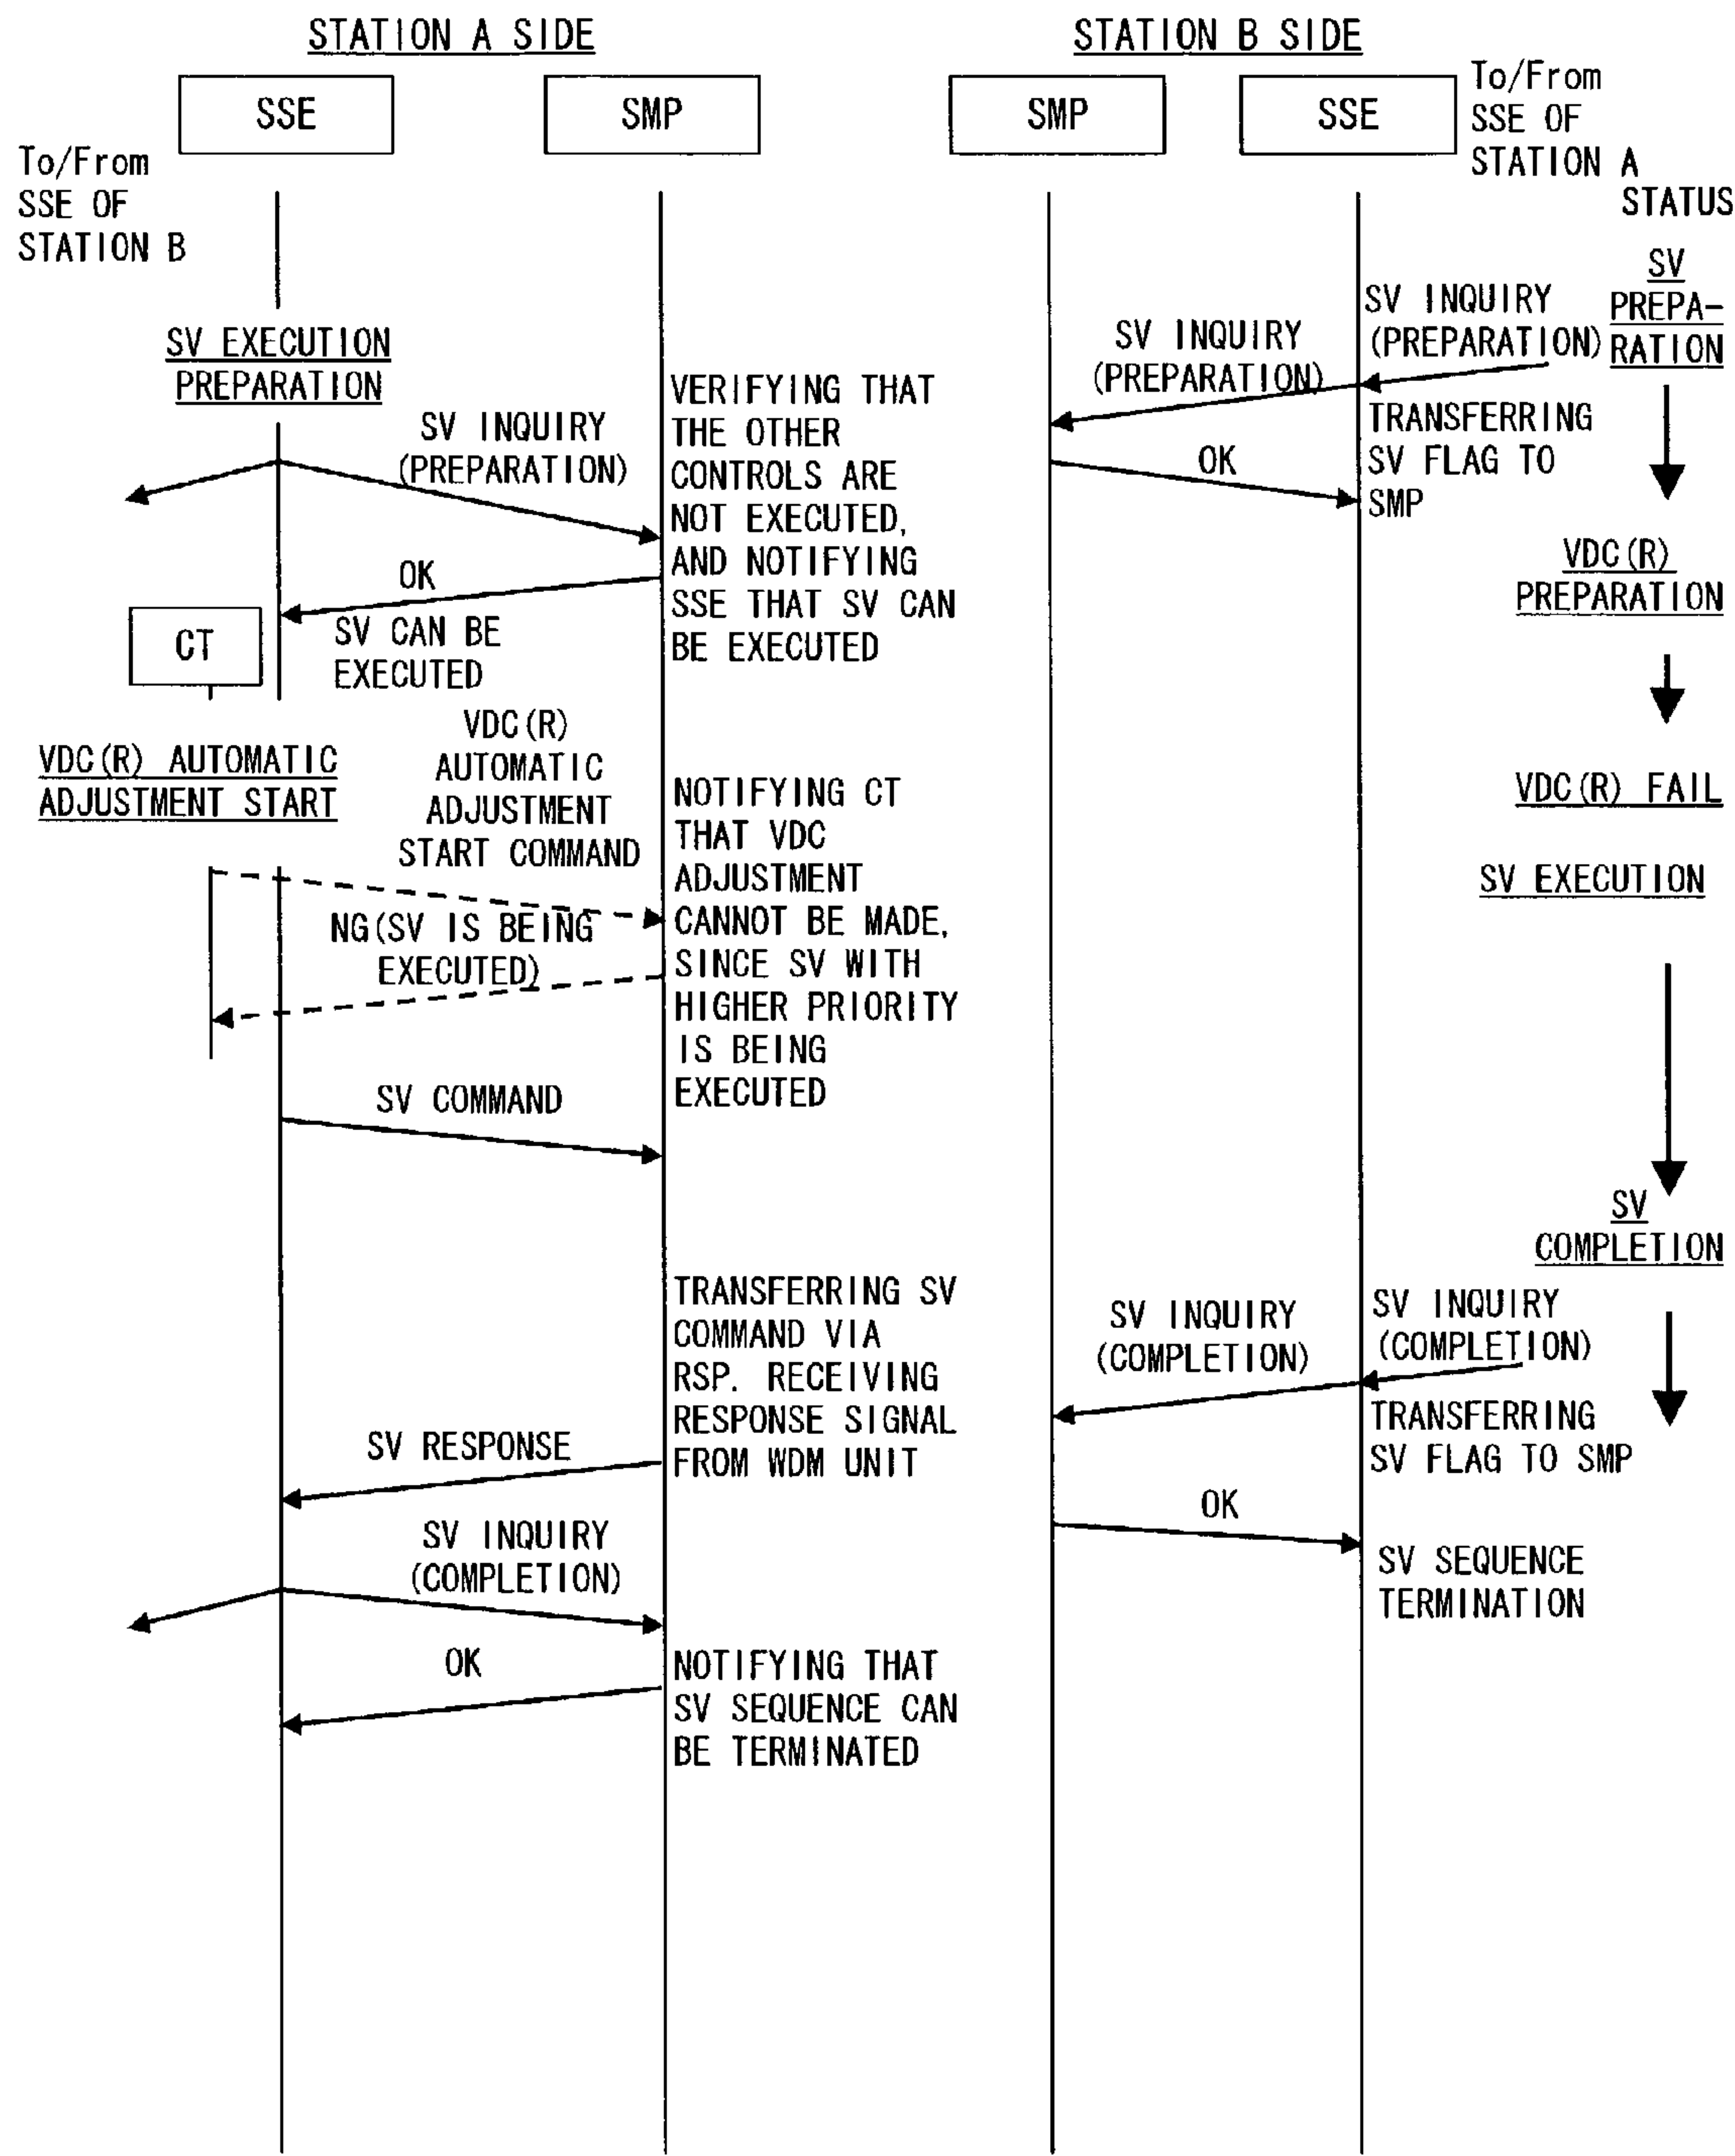 STATION A SIDE
STATION B SIDE
SSE
SMP
SMP
SSE
To/From
SSE OF
STATION A
To/From
SSE OF
STATION B
STATUS
SV
PREPA-
RATION
SV INQUIRY
(PREPARATION)
SV INQUIRY
(PREPARATION)
SV EXECUTION
PREPARATION
VERIFYING THAT
THE OTHER
CONTROLS ARE
NOT EXECUTED,
AND NOTIFYING
SSE THAT SV CAN
BE EXECUTED
TRANSFERRING
SV FLAG TO
SMP
SV INQUIRY
(PREPARATION)
OK
OK
VDC(R)
PREPARATION
CT
SV CAN BE
EXECUTED
VDC(R)
AUTOMATIC
ADJUSTMENT
START COMMAND
VDC(R) AUTOMATIC
ADJUSTMENT START
NOTIFYING CT
THAT VDC
ADJUSTMENT
CANNOT BE MADE,
SINCE SV WITH
HIGHER PRIORITY
IS BEING
EXECUTED
VDC(R) FAIL
SV EXECUTION
NG(SV IS BEING
EXECUTED)
SV COMMAND
SV
COMPLETION
TRANSFERRING SV
COMMAND VIA
RSP. RECEIVING
RESPONSE SIGNAL
FROM WDM UNIT
SV INQUIRY
(COMPLETION)
SV INQUIRY
(COMPLETION)
TRANSFERRING
SV FLAG TO SMP
SV RESPONSE
OK
SV INQUIRY
(COMPLETION)
SV SEQUENCE
TERMINATION
OK
NOTIFYING THAT
SV SEQUENCE CAN
BE TERMINATED